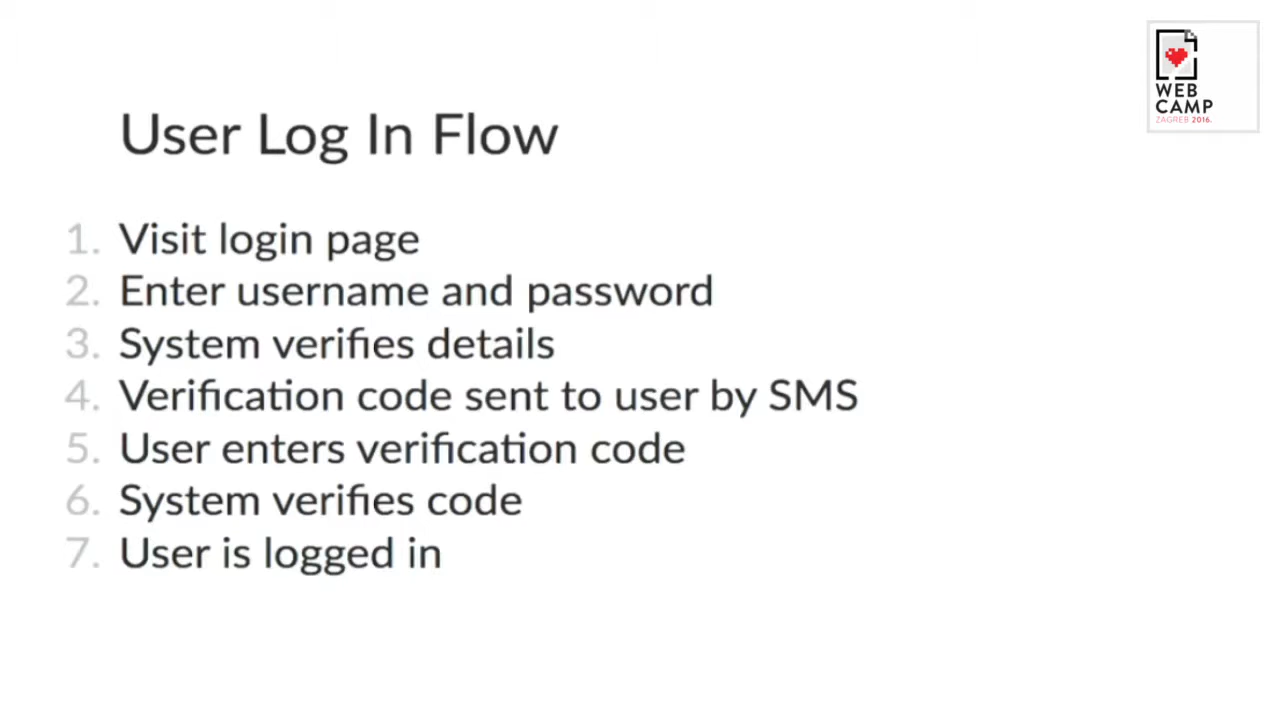 WEB
CAMP
ZAGREB 2016.
User Log In Flow
1. Visit login page
2. Enter username and password
3. System verifies details
4. Verification code sent to user by SMS
5. User enters verification code
6. System verifies code
7. User is logged in